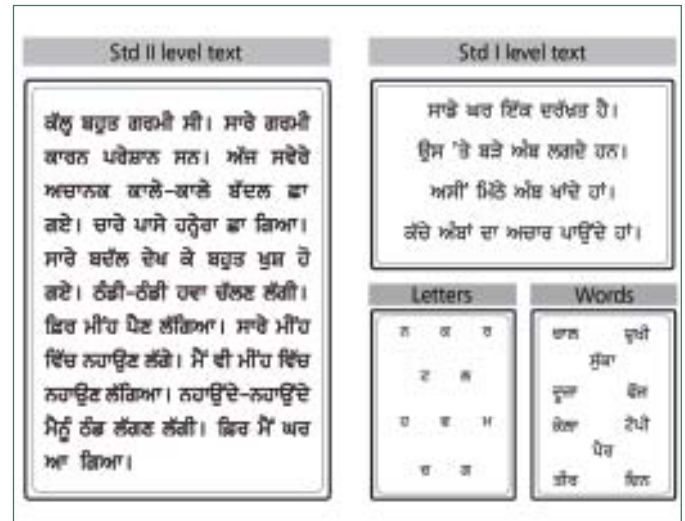 Std II level text
ਕੱਲ੍ਹ ਬਹੁਤ ਗਰਮੀ ਸੀ। ਸਾਰੇ ਗਰਮੀ
ਕਾਰਨ ਪਰੇਸ਼ਾਨ ਸਨ। ਅੱਜ ਸਵੇਰੇ
ਅਚਾਨਕ ਕਾਲੇ-ਕਾਲੇ ਬੱਦਲ ਛਾ
ਗਏ। ਚਾਰੇ ਪਾਸੇ ਹਨ੍ਹੇਰਾ ਛਾ ਗਿਆ।
ਸਾਰੇ ਬਦੱਲ ਦੇਖ ਕੇ ਬਹੁਤ ਖੁਸ਼ ਹੋ
ਗਏ। ਠੰਡੀ-ਠੰਡੀ ਹਵਾ ਚੱਲਣ ਲੱਗੀ।
ਫ਼ਿਰ ਮੀਂਹ ਪੈਣ ਲੱਗਿਆ। ਸਾਰੇ ਮੀਂਹ
ਵਿੱਚ ਨਹਾਉਣ ਲੱਗੇ। ਮੈਂ ਵੀ ਮੀਂਹ ਵਿੱਚ
ਨਹਾਉਣ ਲੱਗਿਆ। ਨਹਾਉਂਦੇ-ਨਹਾਉਂਦੇ
ਮੈਨੂੰ ਠੰਡ ਲੱਗਣ ਲੱਗੀ। ਫ਼ਿਰ ਮੈਂ ਘਰ
ਆ ਗਿਆ।
Std I level text
ਸਾਡੇ ਘਰ ਇੱਕ ਦਰੱਖਤ ਹੈ।
ਉਸ 'ਤੇ ਬੜੇ ਅੰਬ ਲਗਦੇ ਹਨ।
ਅਸੀਂ ਮਿੱਠੇ ਅੰਬ ਖਾਂਦੇ ਹਾਂ।
ਕੱਚੇ ਅੰਬਾਂ ਦਾ ਅਚਾਰ ਪਾਉਂਦੇ ਹਾਂ।
Letters
ਨ ਕ ਰ
ਟ ਲ
ਹ ਵ ਮ
ਚ ਗ
Words
ਦੁਖੀ
ਸੁੱਕਾ
ਦੂਜਾ ਫੌਜ
ਕੇਲਾ ਟੋਪੀ
ਪੈਰ
ਤੀਰ ਦਿਨ